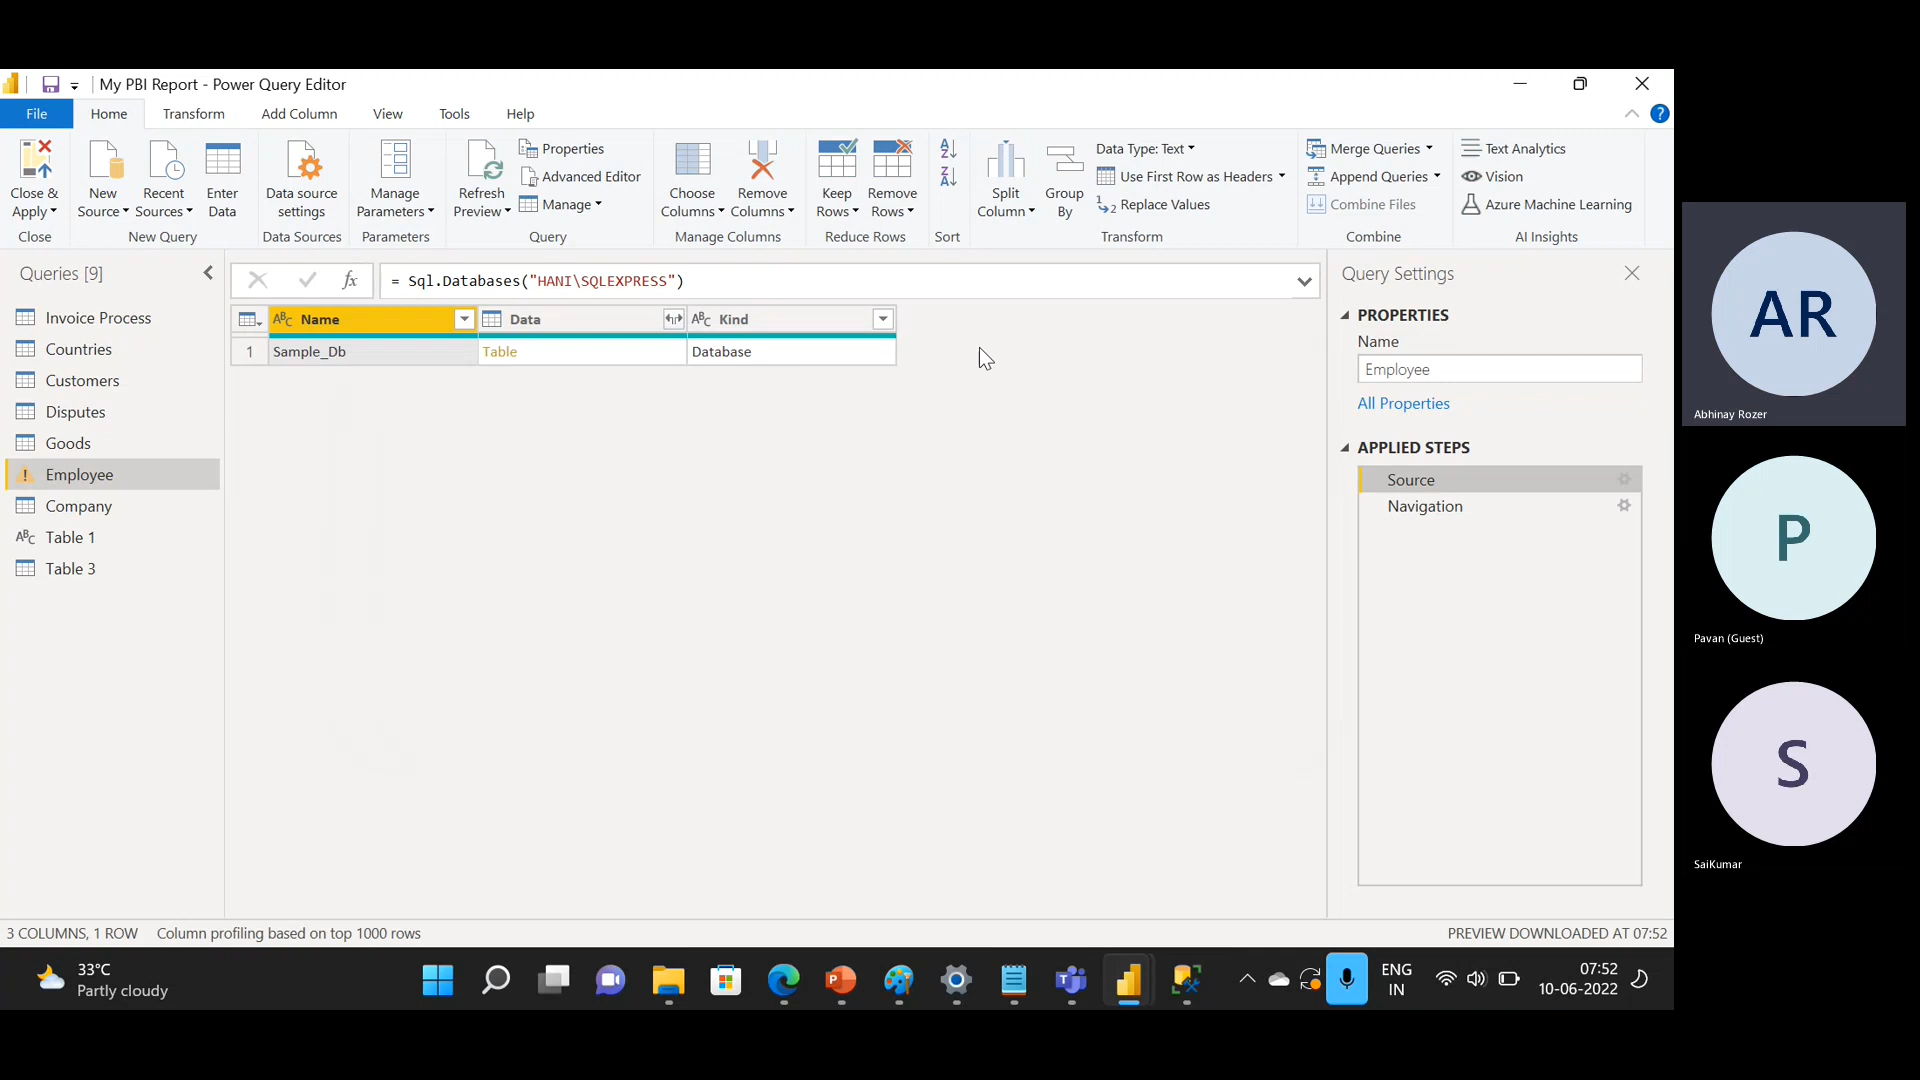 My PBI Report - Power Query Editor
File Home Transform Add Column View Tools Help
Close & Apply
Close
New Source
Recent Sources
Enter Data
New Query
Data source settings
Data Sources
Manage Parameters
Parameters
Refresh Preview
Properties
Advanced Editor
Manage
Query
Choose Columns
Remove Columns
Manage Columns
Keep Rows
Remove Rows
Reduce Rows
Sort
Split Column
Group By
Data Type: Text
Use First Row as Headers
Replace Values
Transform
Merge Queries
Append Queries
Combine Files
Combine
Text Analytics
Vision
Azure Machine Learning
AI Insights
Queries [9]
Invoice Process
Countries
Customers
Disputes
Goods
Employee
Company
Table 1
Table 3
= Sql.Databases("HANI\SQLEXPRESS")
Name Data Kind
1 Sample_Db Table Database
Query Settings
PROPERTIES
Name
Employee
All Properties
APPLIED STEPS
Source
Navigation
3 COLUMNS, 1 ROW Column profiling based on top 1000 rows
PREVIEW DOWNLOADED AT 07:52
33°C
Partly cloudy
ENG
IN
07:52
10-06-2022
AR
Abhinay Rozer
P
Pavan (Guest)
S
SaiKumar